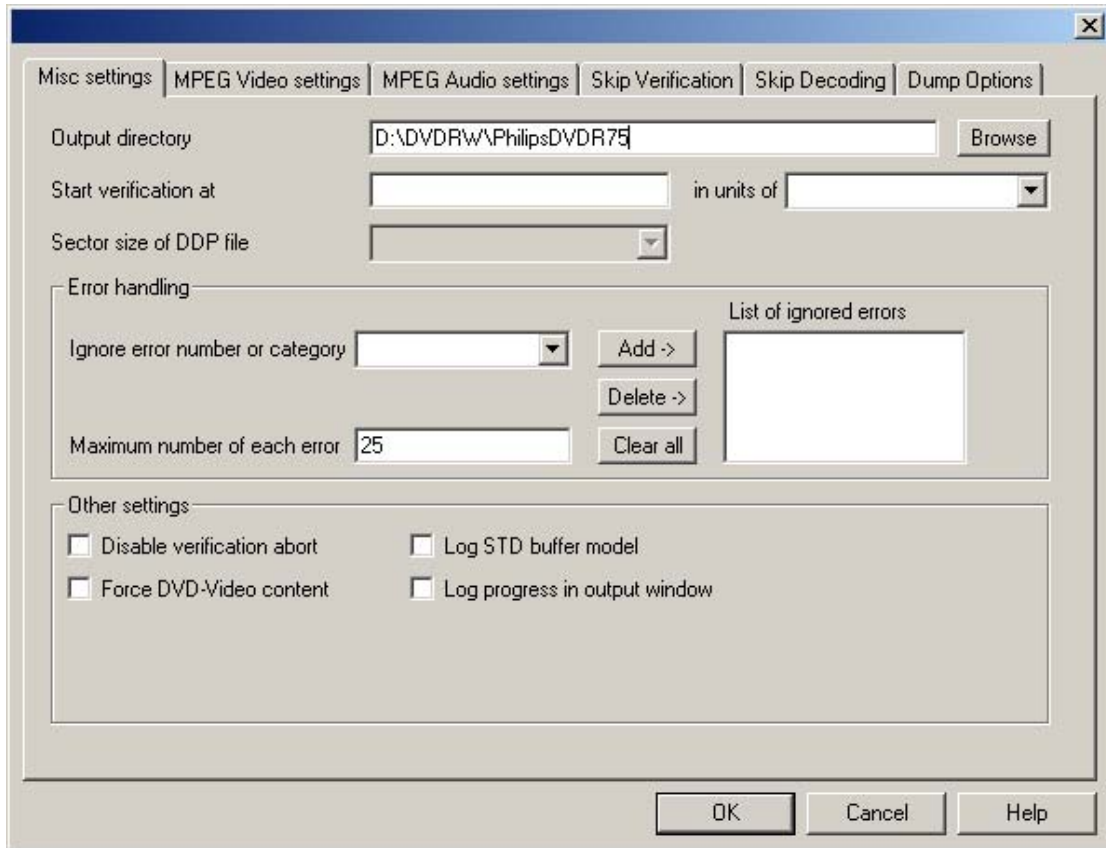 Misc settings MPEG Video settings MPEG Audio settings Skip Verification Skip Decoding Dump Options
Output directory D:\DVDRW\PhilipsDVDR75 Browse
Start verification at in units of
Sector size of DDP file
Error handling
List of ignored errors
Ignore error number or category Add ->
Delete ->
Maximum number of each error 25 Clear all
Other settings
Disable verification abort Log STD buffer model
Force DVD-Video content Log progress in output window
OK Cancel Help